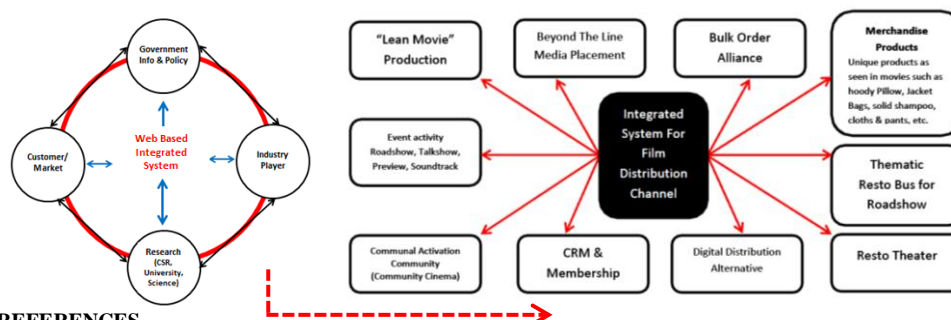 Government
Info & Policy
Web Based
Integrated
System
Customer/
Market
Industry
Player
Research
(CSR,
University,
Science)
"Lean Movie"
Production
Beyond The Line
Media Placement
Bulk Order
Alliance
Merchandise
Products
Unique products as
seen in movies such as
hoody Pillow, Jacket
Bags, solid shampoo,
cloths & pants, etc.
Event activity
Roadshow, Talkshow,
Preview, Soundtrack
Integrated
System For
Film
Distribution
Channel
Thematic
Resto Bus for
Roadshow
Communal Activation
Community
(Community Cinema)
CRM &
Membership
Digital Distribution
Alternative
Resto Theater
REFERENCES